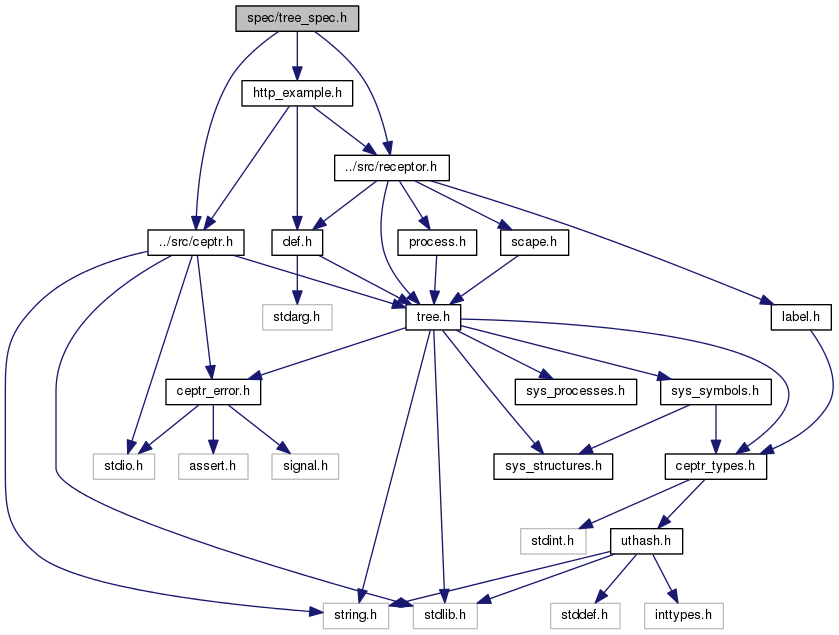 spec/tree_spec.h
http_example.h
../src/receptor.h
../src/ceptr.h
def.h
process.h
scape.h
stdarg.h
tree.h
label.h
ceptr_error.h
sys_processes.h
sys_symbols.h
stdio.h
assert.h
signal.h
sys_structures.h
ceptr_types.h
stdint.h
uthash.h
string.h
stdlib.h
stddef.h
inttypes.h